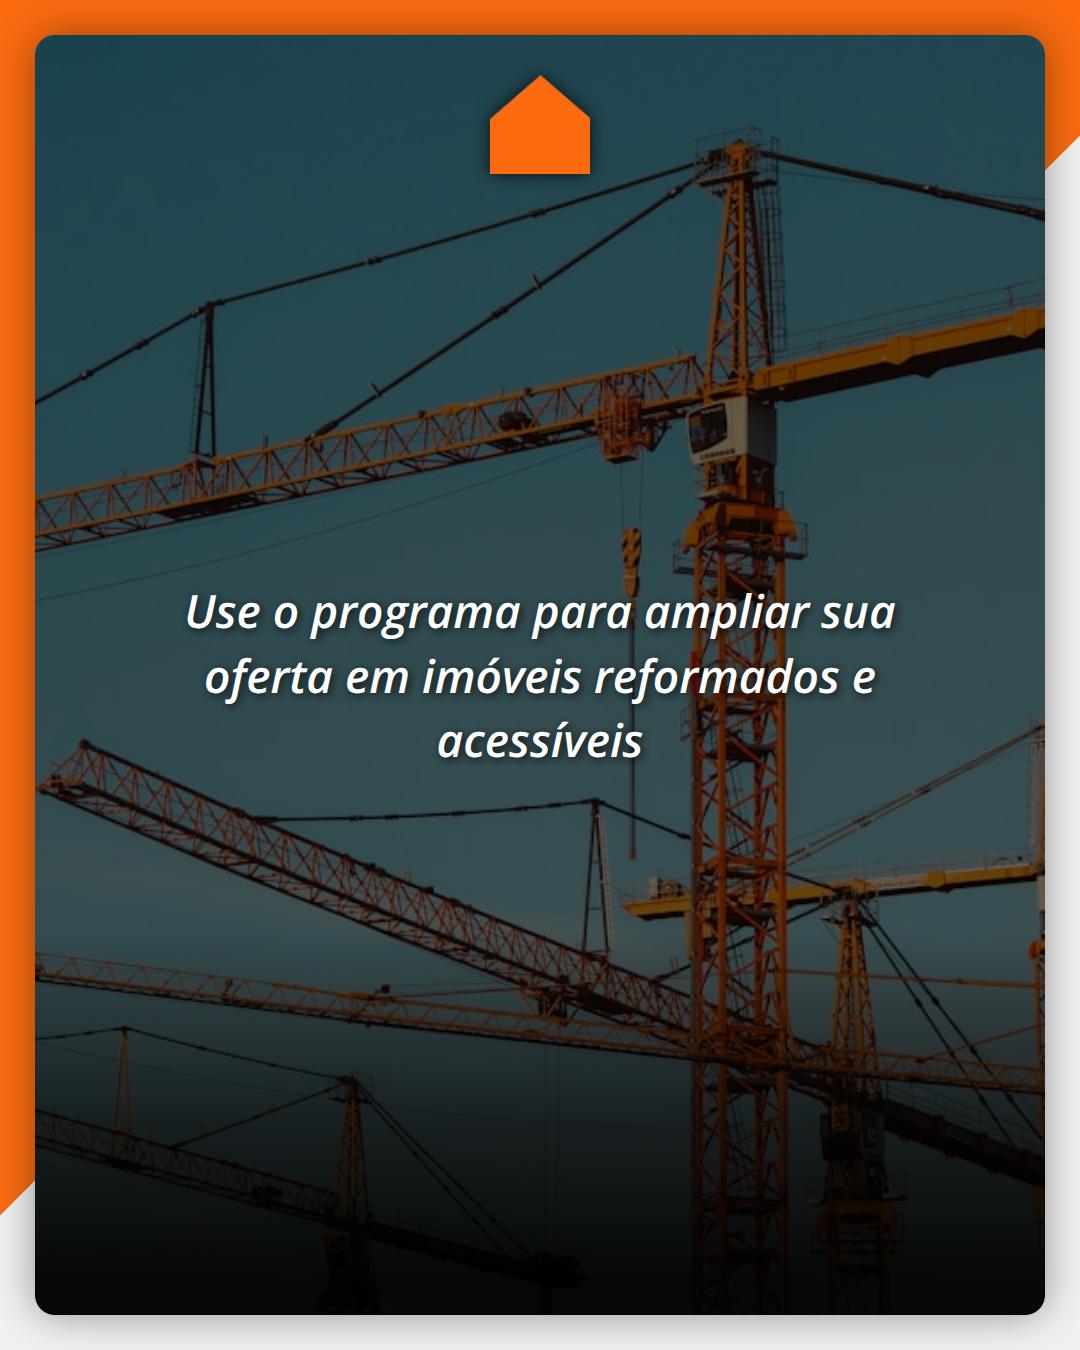 Use o programa para ampliar sua
oferta em imóveis reformados e
acessíveis